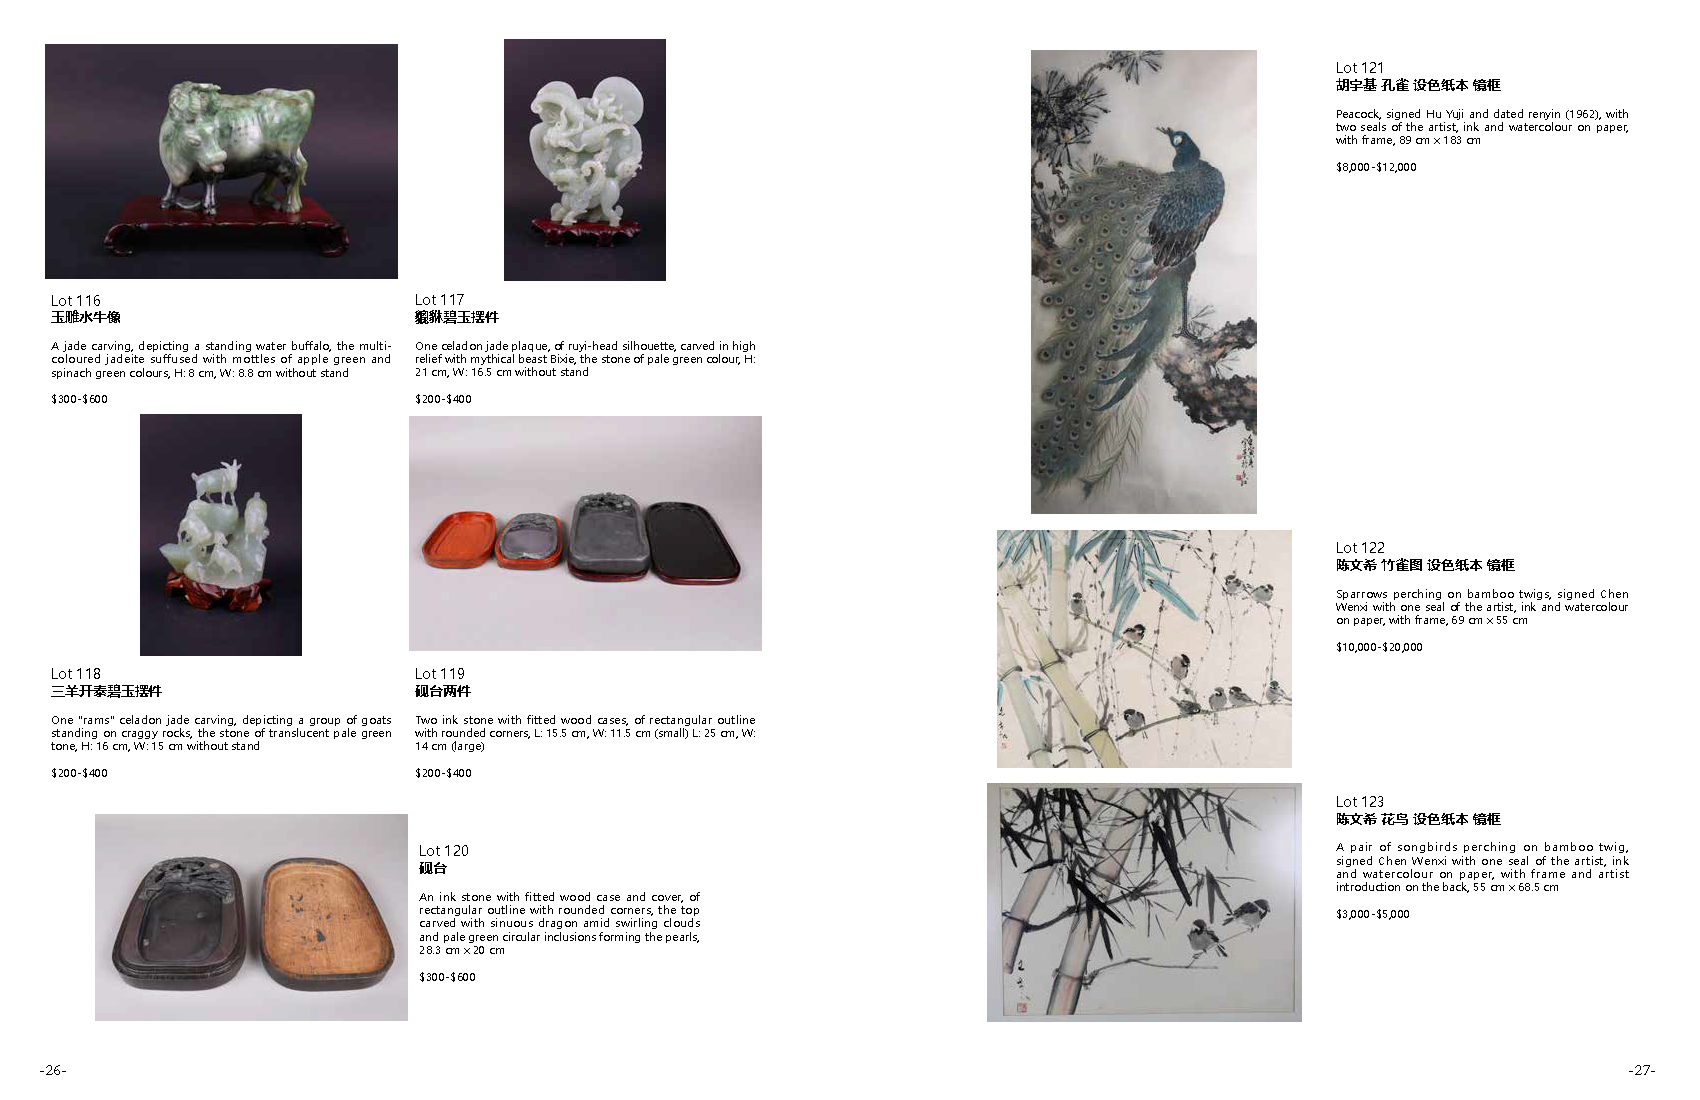 Lot 116
玉雕水牛像
A jade carving, depicting a standing water buffalo, the multi-
coloured jadeite suffused with mottles of apple green and
spinach green colours, H: 8 cm, W: 8.8 cm without stand
$300-$600
Lot 117
貔貅碧玉摆件
One celadon jade plaque, of ruyi-head silhouette, carved in high
relief with mythical beast Bixie, the stone of pale green colour, H:
21 cm, W: 16.5 cm without stand
$200-$400
Lot 118
三羊开泰碧玉摆件
One "rams" celadon jade carving, depicting a group of goats
standing on craggy rocks, the stone of translucent pale green
tone, H: 16 cm, W: 15 cm without stand
$200-$400
Lot 119
砚台两件
Two ink stone with fitted wood cases, of rectangular outline
with rounded corners, L: 15.5 cm, W: 11.5 cm (small) L: 25 cm, W:
14 cm (large)
$200-$400
Lot 120
砚台
An ink stone with fitted wood case and cover, of
rectangular outline with rounded corners, the top
carved with sinuous dragon amid swirling clouds
and pale green circular inclusions forming the pearls,
28.3 cm x 20 cm
$300-$600
-26-
Lot 121
胡宇基 孔雀 设色纸本 镜框
Peacock, signed Hu Yuji and dated renyin (1962), with
two seals of the artist, ink and watercolour on paper,
with frame, 89 cm x 183 cm
$8,000-$12,000
Lot 122
陈文希 竹雀图 设色纸本 镜框
Sparrows perching on bamboo twigs, signed Chen
Wenxi with one seal of the artist, ink and watercolour
on paper, with frame, 69 cm x 55 cm
$10,000-$20,000
Lot 123
陈文希 花鸟 设色纸本 镜框
A pair of songbirds perching on bamboo twig,
signed Chen Wenxi with one seal of the artist, ink
and watercolour on paper, with frame and artist
introduction on the back, 55 cm x 68.5 cm
$3,000-$5,000
-27-